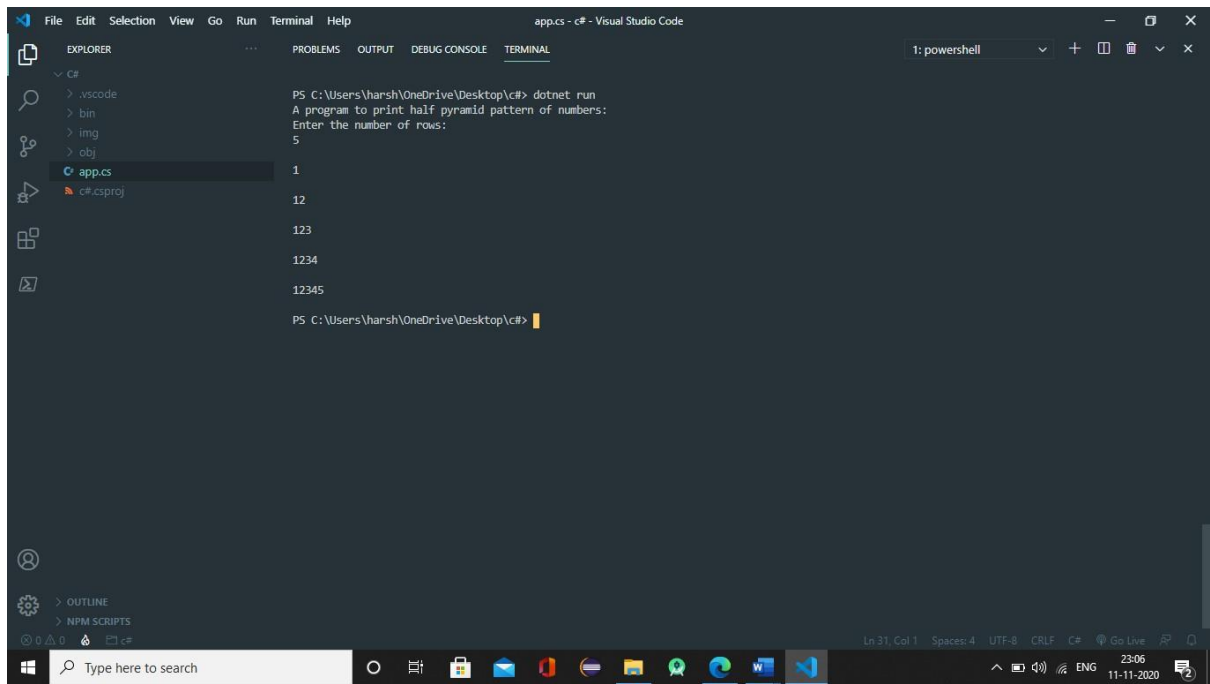 File Edit Selection View Go Run Terminal Help
app.cs - c# - Visual Studio Code
EXPLORER
C#
.vscode
bin
img
obj
app.cs
c#.csproj
PROBLEMS OUTPUT DEBUG CONSOLE TERMINAL
1: powershell
PS C:\Users\harsh\OneDrive\Desktop\c#> dotnet run
A program to print half pyramid pattern of numbers:
Enter the number of rows:
5
1
12
123
1234
12345
PS C:\Users\harsh\OneDrive\Desktop\c#>
OUTLINE
NPM SCRIPTS
0 0 c#
Ln 31, Col 1 Spaces: 4 UTF-8 CRLF C# Go Live
Type here to search
W
ENG
23:06
11-11-2020
2